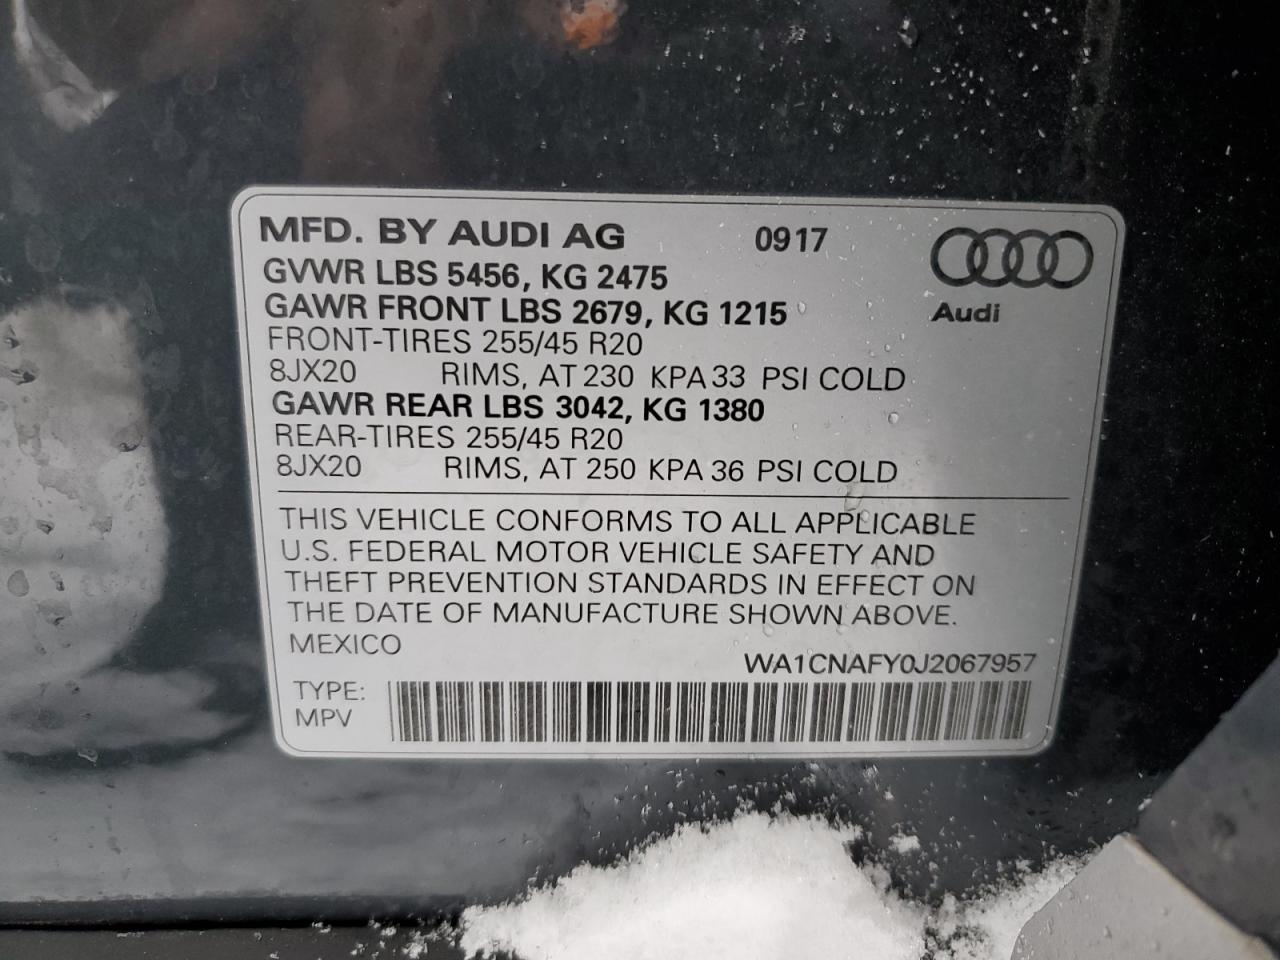 MFD. BY AUDI AG 0917
Audi
GVWR LBS 5456, KG 2475
GAWR FRONT LBS 2679, KG 1215
FRONT-TIRES 255/45 R20
8JX20 RIMS, AT 230 KPA 33 PSI COLD
GAWR REAR LBS 3042, KG 1380
REAR-TIRES 255/45 R20
8JX20 RIMS, AT 250 KPA 36 PSI COLD
THIS VEHICLE CONFORMS TO ALL APPLICABLE
U.S. FEDERAL MOTOR VEHICLE SAFETY AND
THEFT PREVENTION STANDARDS IN EFFECT ON
THE DATE OF MANUFACTURE SHOWN ABOVE.
MEXICO
WA1CNAFY0J2067957
TYPE:
MPV